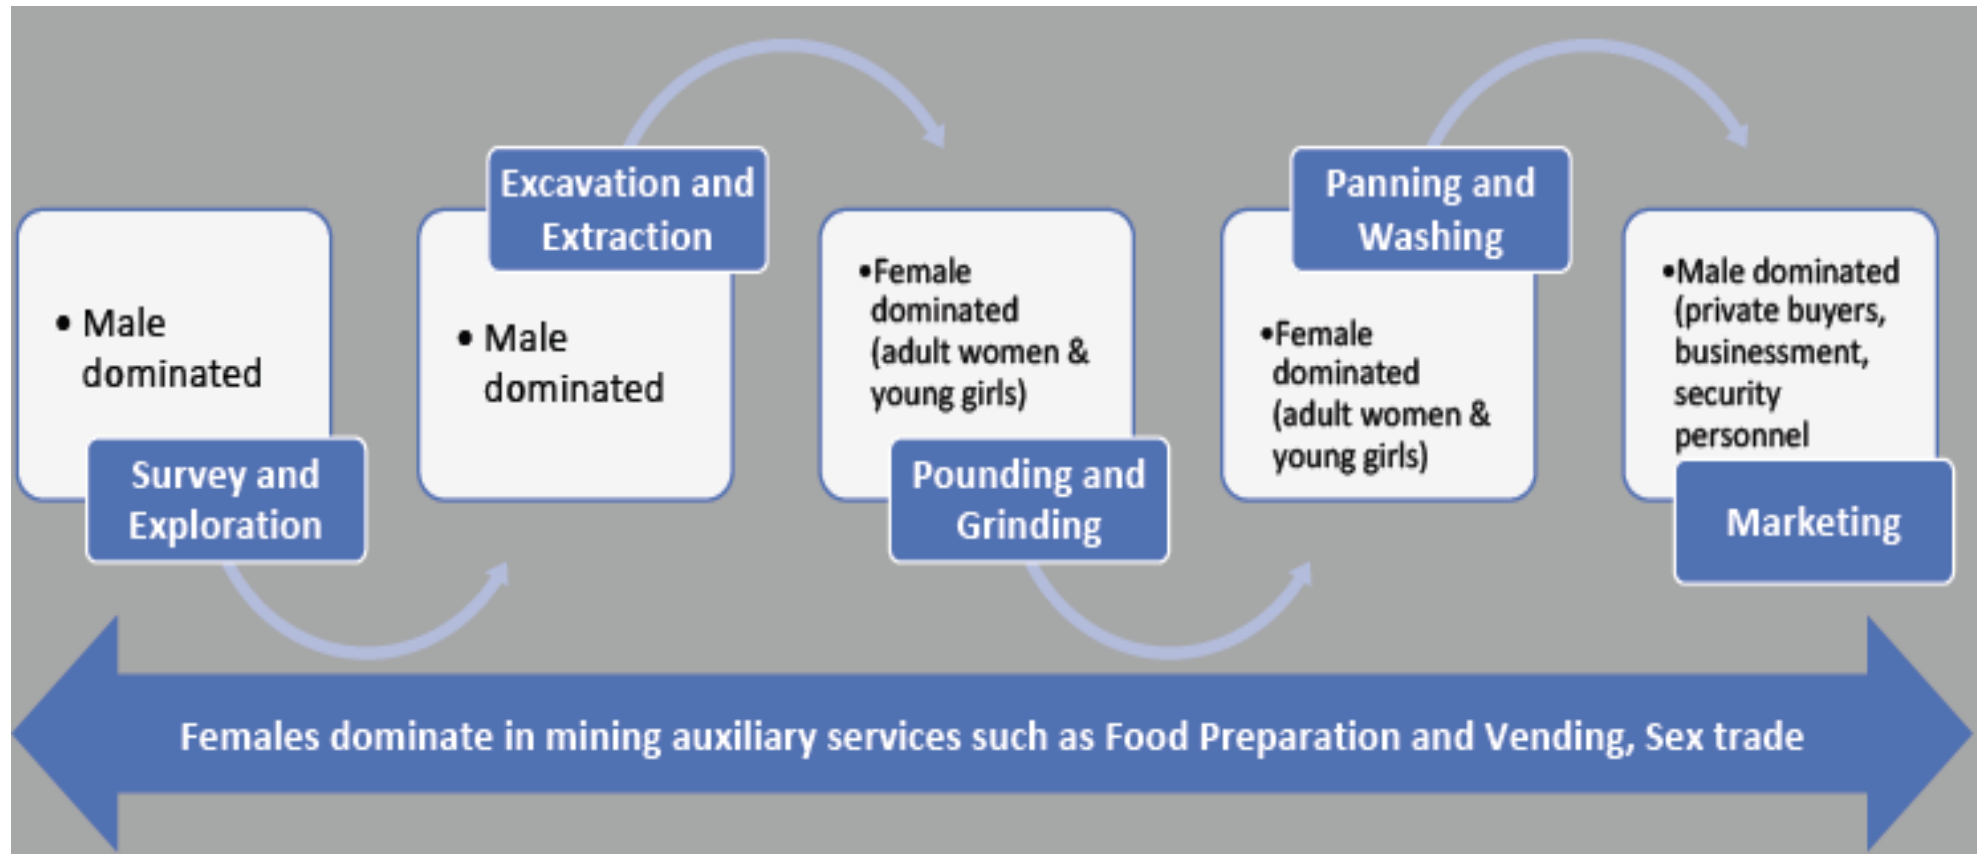 • Male
dominated
Survey and
Exploration
Excavation and
Extraction
• Male
dominated
•Female
dominated
(adult women &
young girls)
Pounding and
Grinding
Panning and
Washing
•Female
dominated
(adult women &
young girls)
•Male dominated
(private buyers,
businessment,
security
personnel
Marketing
Females dominate in mining auxiliary services such as Food Preparation and Vending, Sex trade